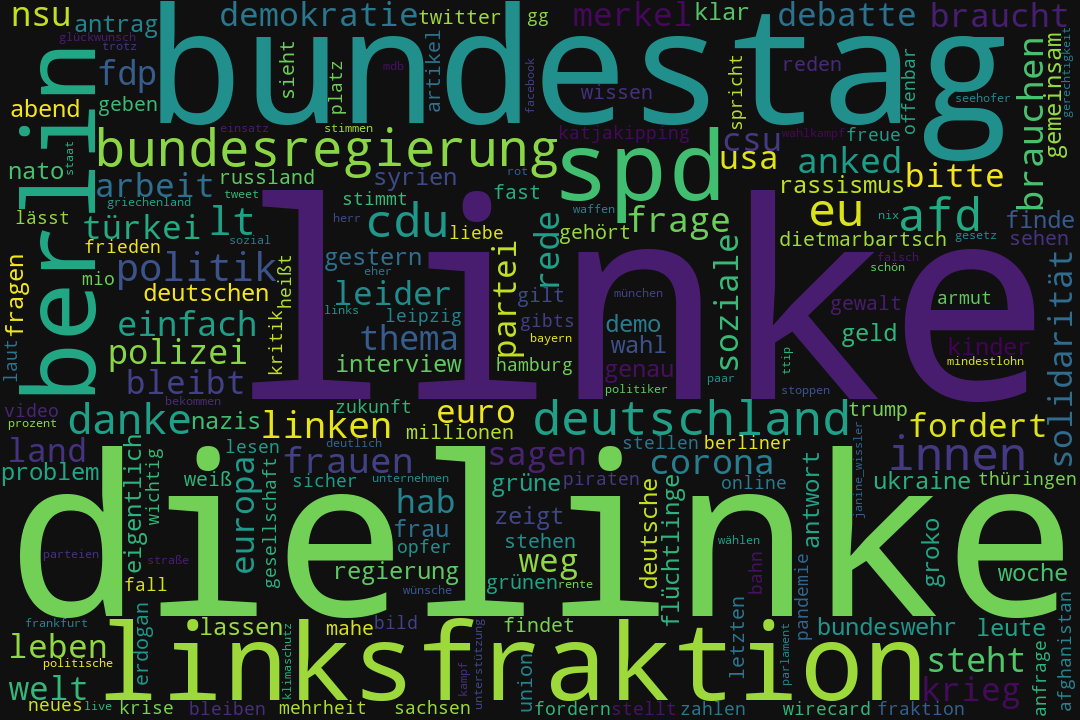 nsu
antrag
glückwunsch
trotz
fdp
abend
geben
berlin
bundestag
demokratie
twitter
gg
merkel
klar
debatte
braucht
sieht
platz
mdb
artikel
facebook
wissen
spricht
reden
offenbar
seehofer
brauchen
gemeinsam
gerechtigkeit
nato
staat
einsatz
stimmen
bundesregierung
katjakipping
spd
csu
wahlkampf
freue
usa
anked
bitte
rassismus
arbeit
russland
syrien
rot
fast
tweet
griechenland
stimmt
lässt
türkei
lt
sozial
herr
cdu
liebe
rede
waffen
gehört
frage
eu
nix
afd
finde
frieden
mio
politik
gestern
eher
partei
soziale
dietmarbartsch
gesetz
sehen
falsch
schön
solidarität
fragen
deutschen
heißt
leider
links
leipzig
gilt
gibts
münchen
demo
gewalt
armut
einfach
kritik
thema
bayern
wahl
geld
kinder
laut
polizei
interview
hamburg
genau
ttip
mindestlohn
bleibt
politiker
paar
stoppen
linke
bekommen
video
prozent
danke
nazis
zukunft
euro
deutschland
trump
fordert
linken
millionen
land
problem
eigentlich
wichtig
lesen
deutlich
stellen
berliner
innen
janine_wissler
weiß
europa
gesellschaft
frauen
sicher
unternehmen
sagen
grüne
piraten
corona
online
antwort
ukraine
thüringen
hab
frau
opfer
zeigt
stehen
deutsche
flüchtlinge
wählen
groko
parteien
straße
fall
regierung
weg
grünen
rente
bahn
pandemie
woche
dielinke
wünsche
frankfurt
erdogan
lassen
mahe
bild
unterstützung
findet
letzten
parlament
bundeswehr
leute
afghanistan
leben
politische
klimaschutz
linksfraktion
kampf
union
steht
welt
krieg
anfrage
neues
live
krise
bleiben
mehrheit
sachsen
fordern
stellt
zahlen
wirecard
fraktion